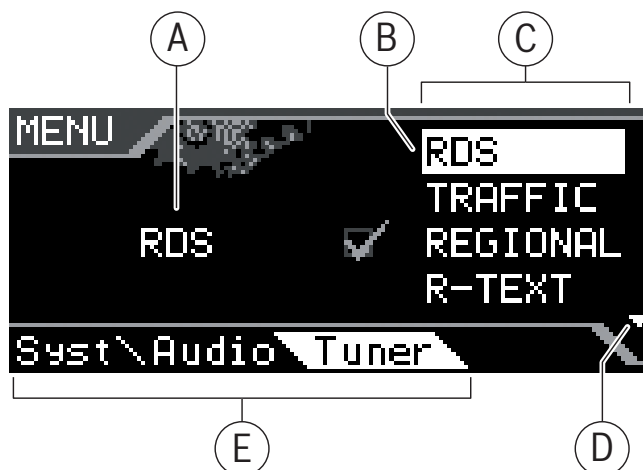 A B C
MENU
RDS
TRAFFIC
RDS REGIONAL
R-TEXT
Syst\Audio Tuner
E D